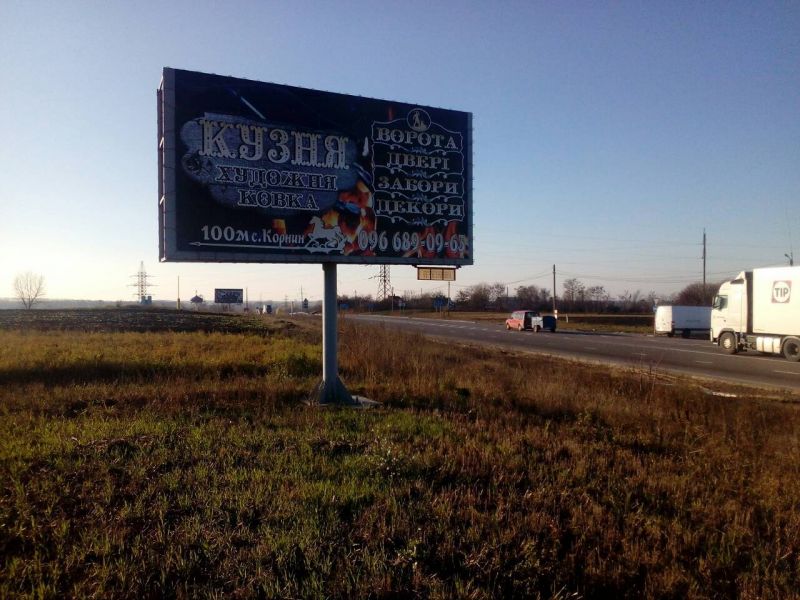 КУЗНЯ
ХУДОЖНЯ
КОВКА
ВОРОТА
ДВЕРІ
ЗАБОРИ
ДЕКОРИ
100м с. Корнин
096 689-09-63
TIP